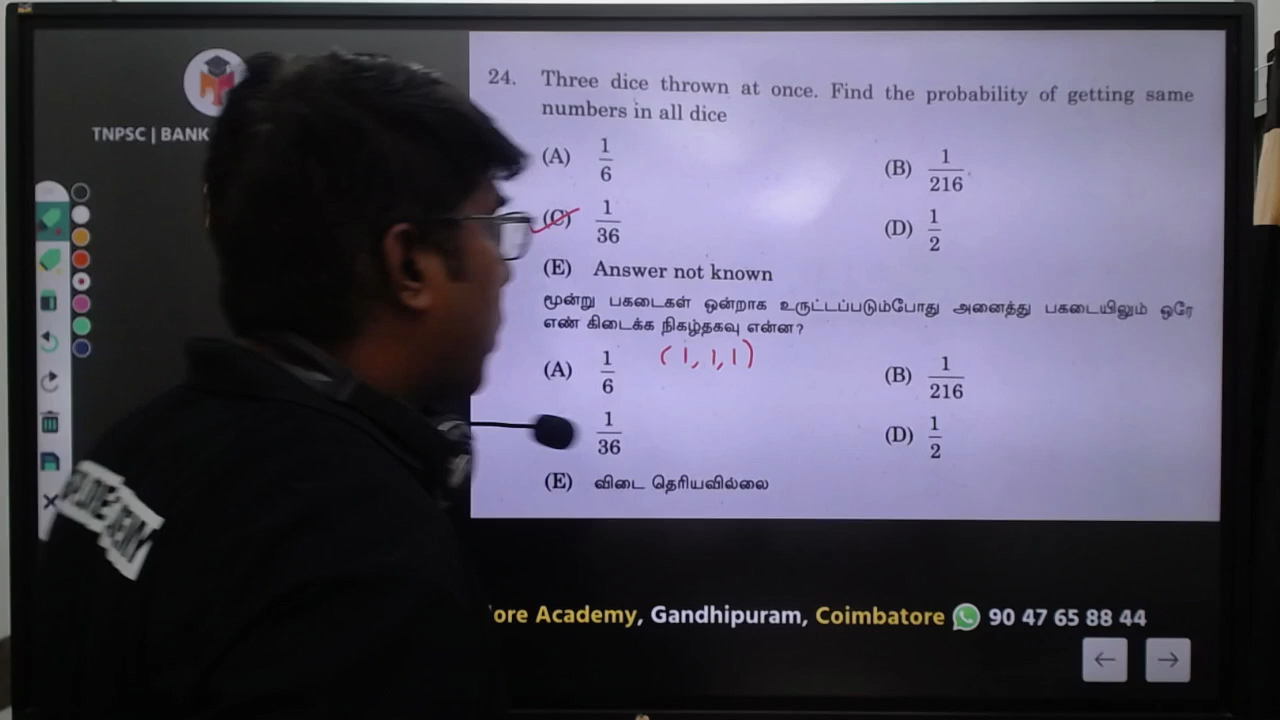 TNPSC | BANK
24. Three dice thrown at once. Find the probability of getting same
numbers in all dice
(A) 1/6 (B) 1/216
(C) 1/36 (D) 1/2
(E) Answer not known
மூன்று பகடைகள் ஒன்றாக உருட்டப்படும்போது அனைத்து பகடையிலும் ஒரே
எண் கிடைக்க நிகழ்தகவு என்ன?
(1, 1, 1)
(A) 1/6 (B) 1/216
1/36 (D) 1/2
(E) விடை தெரியவில்லை
ore Academy, Gandhipuram, Coimbatore 90 47 65 88 44